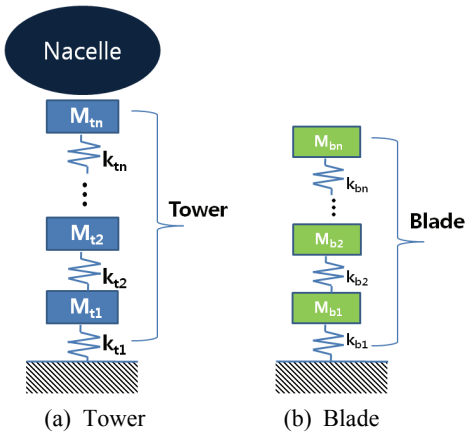 Nacelle
Mtn
ktn
Mt2
kt2
Mt1
kt1
Tower
(a) Tower
Mbn
kbn
Mb2
kb2
Mb1
kb1
Blade
(b) Blade